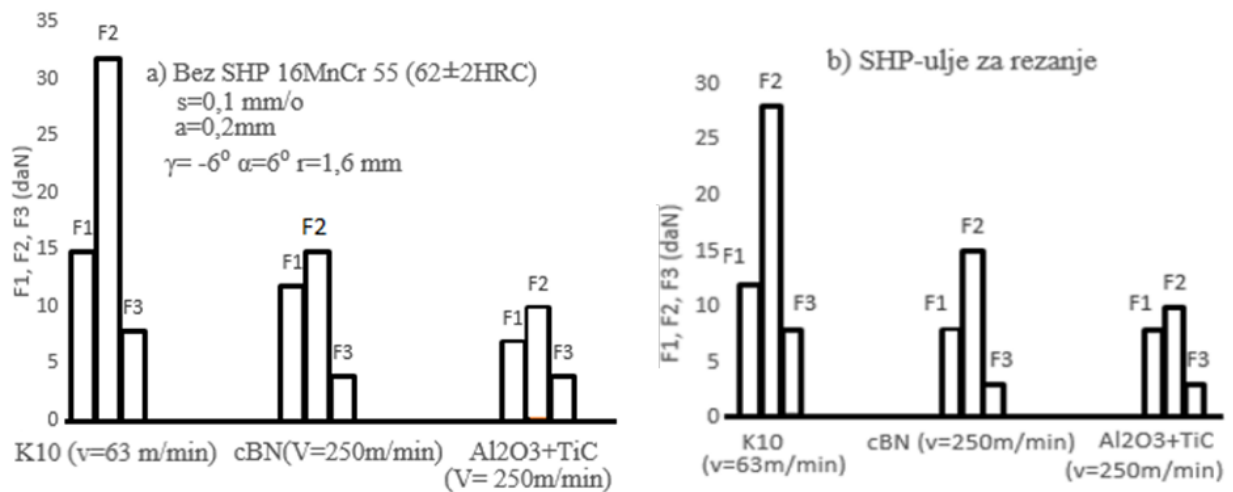 35
30
25
20
15
10
5
0
F1, F2, F3 (daN)
a) Bez SHP 16MnCr 55 (62±2HRC)
s=0,1 mm/o
a=0,2mm
γ= -6⁰ α=6⁰ r=1,6 mm
F1
F2
F3
F1
F2
F3
F1
F2
F3
K10 (v=63 m/min)
cBN(V=250m/min)
Al2O3+TiC
(V= 250m/min)
b) SHP-ulje za rezanje
30
25
20
15
10
5
0
F1, F2, F3 (daN)
F1
F2
F3
F1
F2
F3
F1
F2
F3
K10
(v=63m/min)
cBN (v=250m/min)
Al2O3+TiC
(v=250m/min)